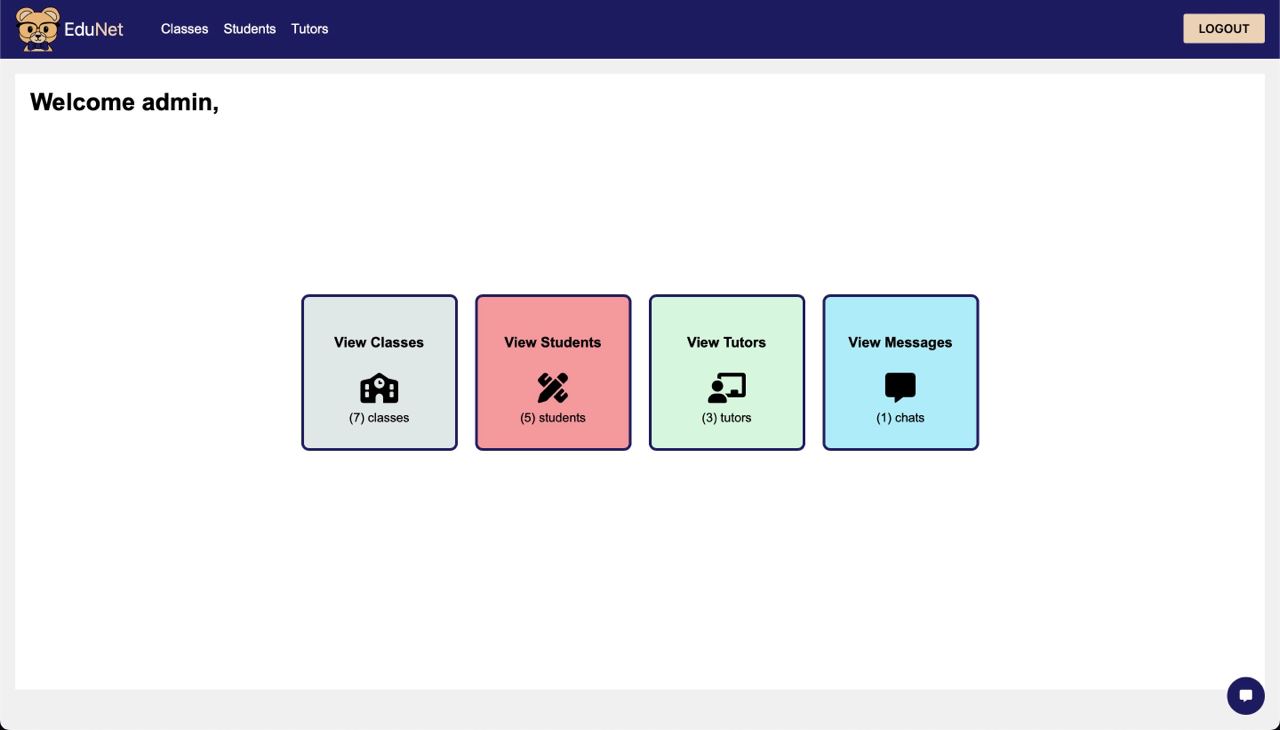 EduNet Classes Students Tutors LOGOUT
Welcome admin,
View Classes
(7) classes
View Students
(5) students
View Tutors
(3) tutors
View Messages
(1) chats